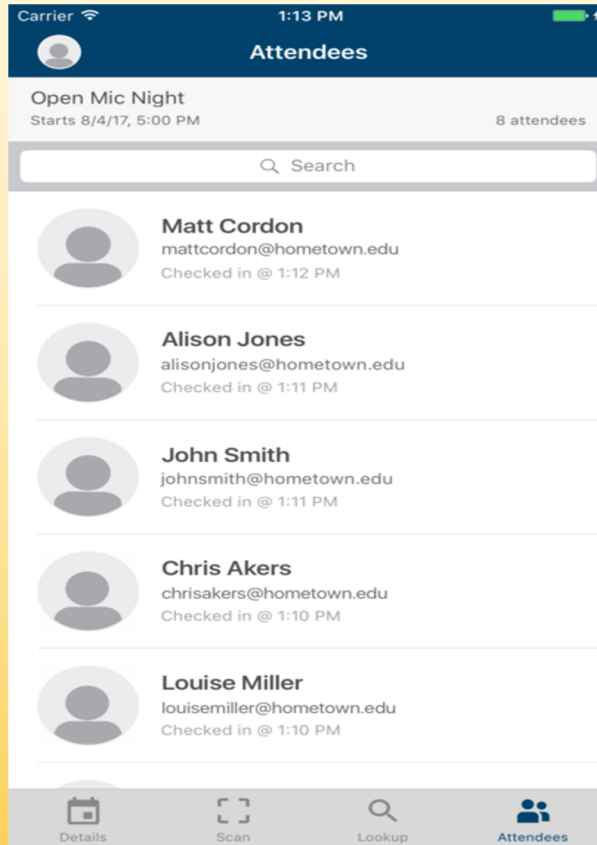 Carrier
1:13 PM
Attendees
Open Mic Night
Starts 8/4/17, 5:00 PM
8 attendees
Search
Matt Cordon
mattcordon@hometown.edu
Checked in @ 1:12 PM
Alison Jones
alisonjones@hometown.edu
Checked in @ 1:11 PM
John Smith
johnsmith@hometown.edu
Checked in @ 1:11 PM
Chris Akers
chrisakers@hometown.edu
Checked in @ 1:10 PM
Louise Miller
louisemiller@hometown.edu
Checked in @ 1:10 PM
Details
Scan
Lookup
Attendees